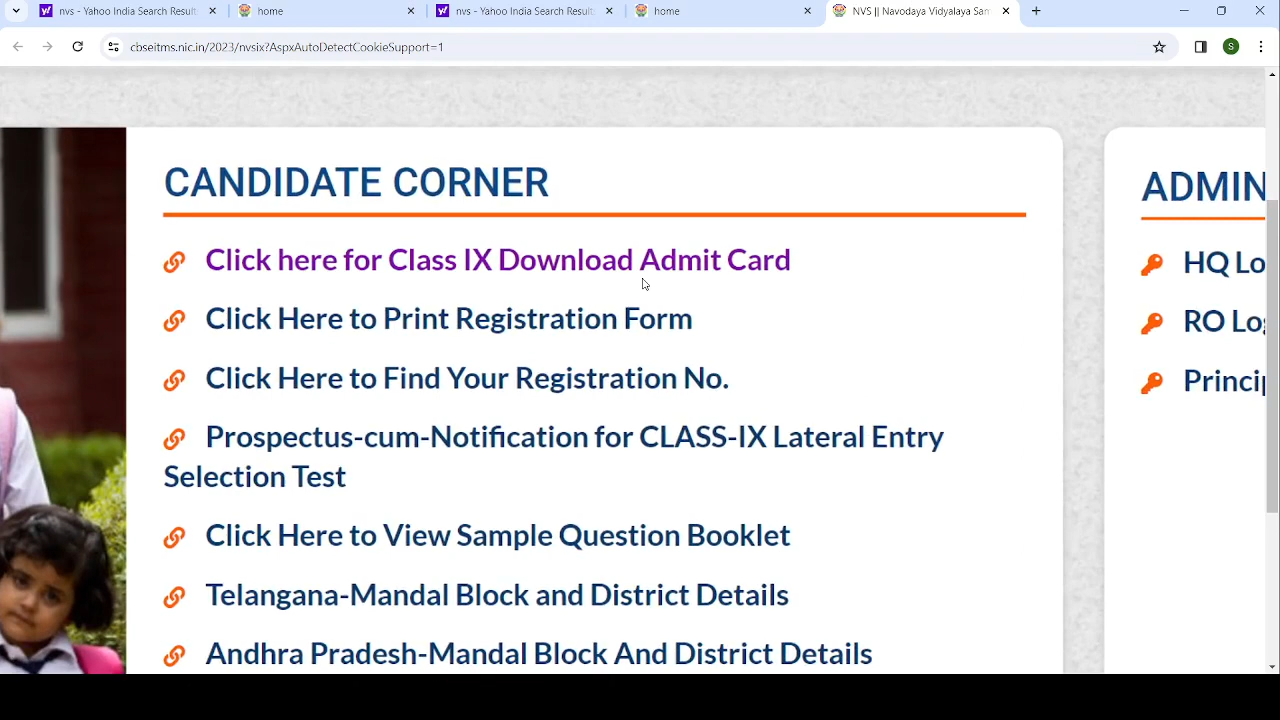 nvs - Yahoo India Search Result
home
nvs - Yahoo India Search Results
home
NVS || Navodaya Vidyalaya Sam
cbseitms.nic.in/2023/nvsix?AspxAutoDetectCookieSupport=1
S
CANDIDATE CORNER
Click here for Class IX Download Admit Card
Click Here to Print Registration Form
Click Here to Find Your Registration No.
Prospectus-cum-Notification for CLASS-IX Lateral Entry
Selection Test
Click Here to View Sample Question Booklet
Telangana-Mandal Block and District Details
Andhra Pradesh-Mandal Block And District Details
ADMIN
HQ Lo
RO Log
Princip